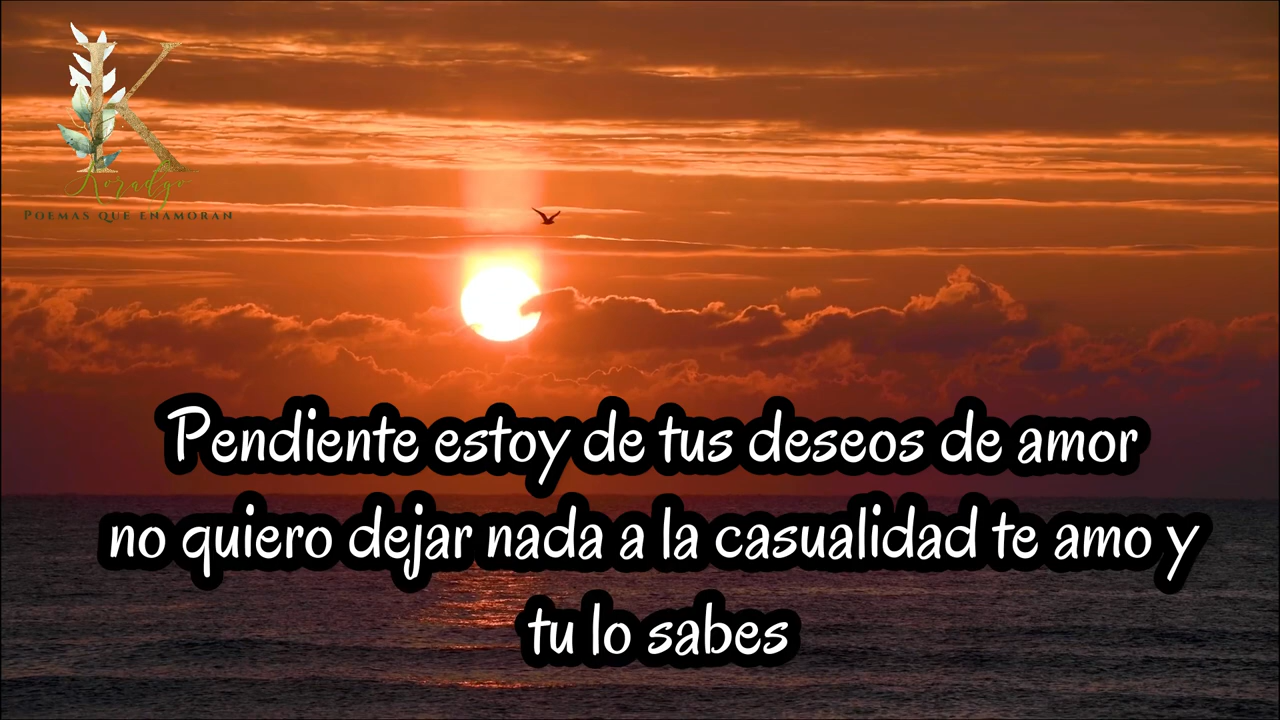 K
POEMAS QUE ENAMORAN
Pendiente estoy de tus deseos de amor
no quiero dejar nada a la casualidad te amo y
tu lo sabes